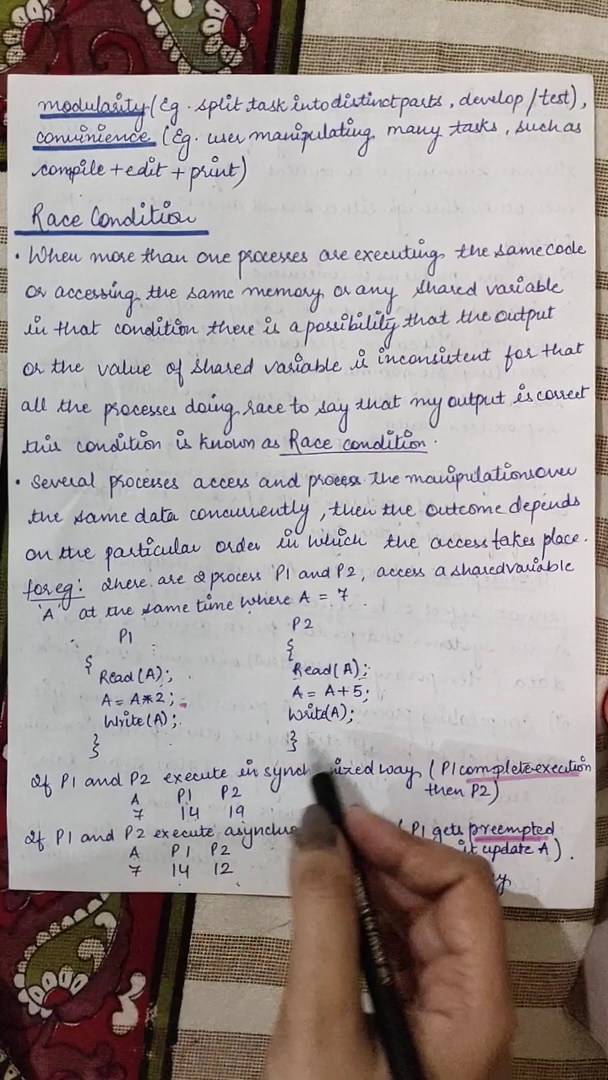 modularity (Eg. split task into distinct parts, develop/test),
convinience (Eg. user manipulating many tasks, such as
compile + edit + print)
Race Condition
• When more than one processes are executing the same code
or accessing the same memory or any shared variable
in that condition there is a possibility that the output
or the value of shared variable is inconsistent for that
all the processes doing race to say that my output is correct
this condition is known as Race condition.
• Several processes access and process the manipulations over
the same data concurrently, then the outcome depends
on the particular order in which the access takes place.
for eg: There are 2 process P1 and P2, access a shared variable
'A' at the same time where A = 7
P1 P2
{ {
Read(A); Read(A);
A = A*2; A = A+5;
Write(A); Write(A);
} }
If P1 and P2 execute in synchronized way (P1 complete execution
then P2)
A P1 P2
7 14 19
If P1 and P2 execute (P1 gets preempted
it update A).
A P1 P2
7 14 12